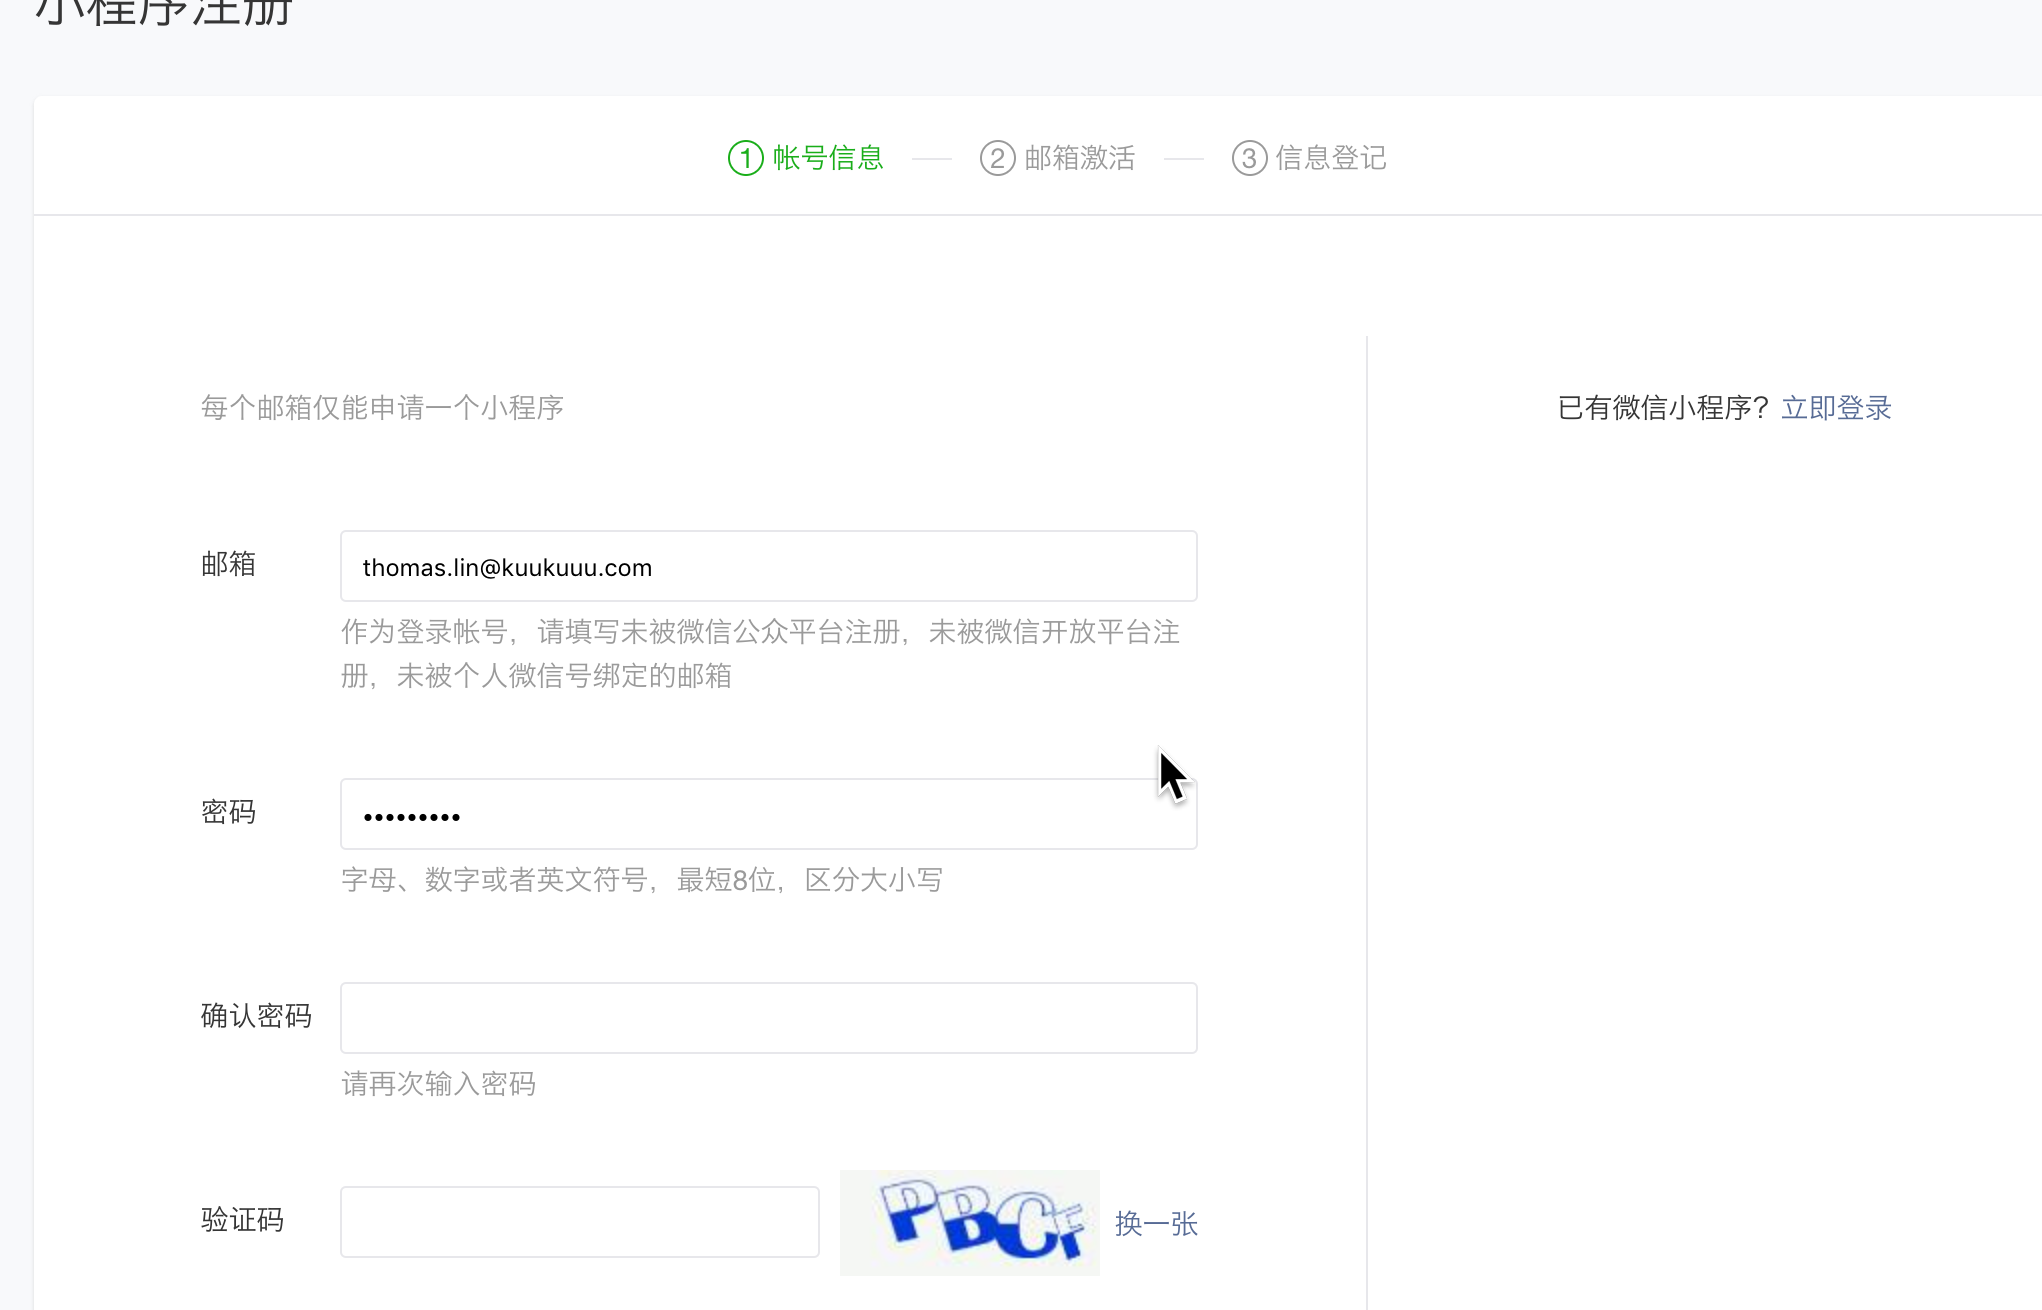 小程序注册
1 帐号信息 2 邮箱激活 3 信息登记
每个邮箱仅能申请一个小程序
已有微信小程序？立即登录
邮箱 thomas.lin@kuukuuu.com
作为登录帐号，请填写未被微信公众平台注册，未被微信开放平台注
册，未被个人微信号绑定的邮箱
密码 •••••••••
字母、数字或者英文符号，最短8位，区分大小写
确认密码
请再次输入密码
验证码 PBCF 换一张